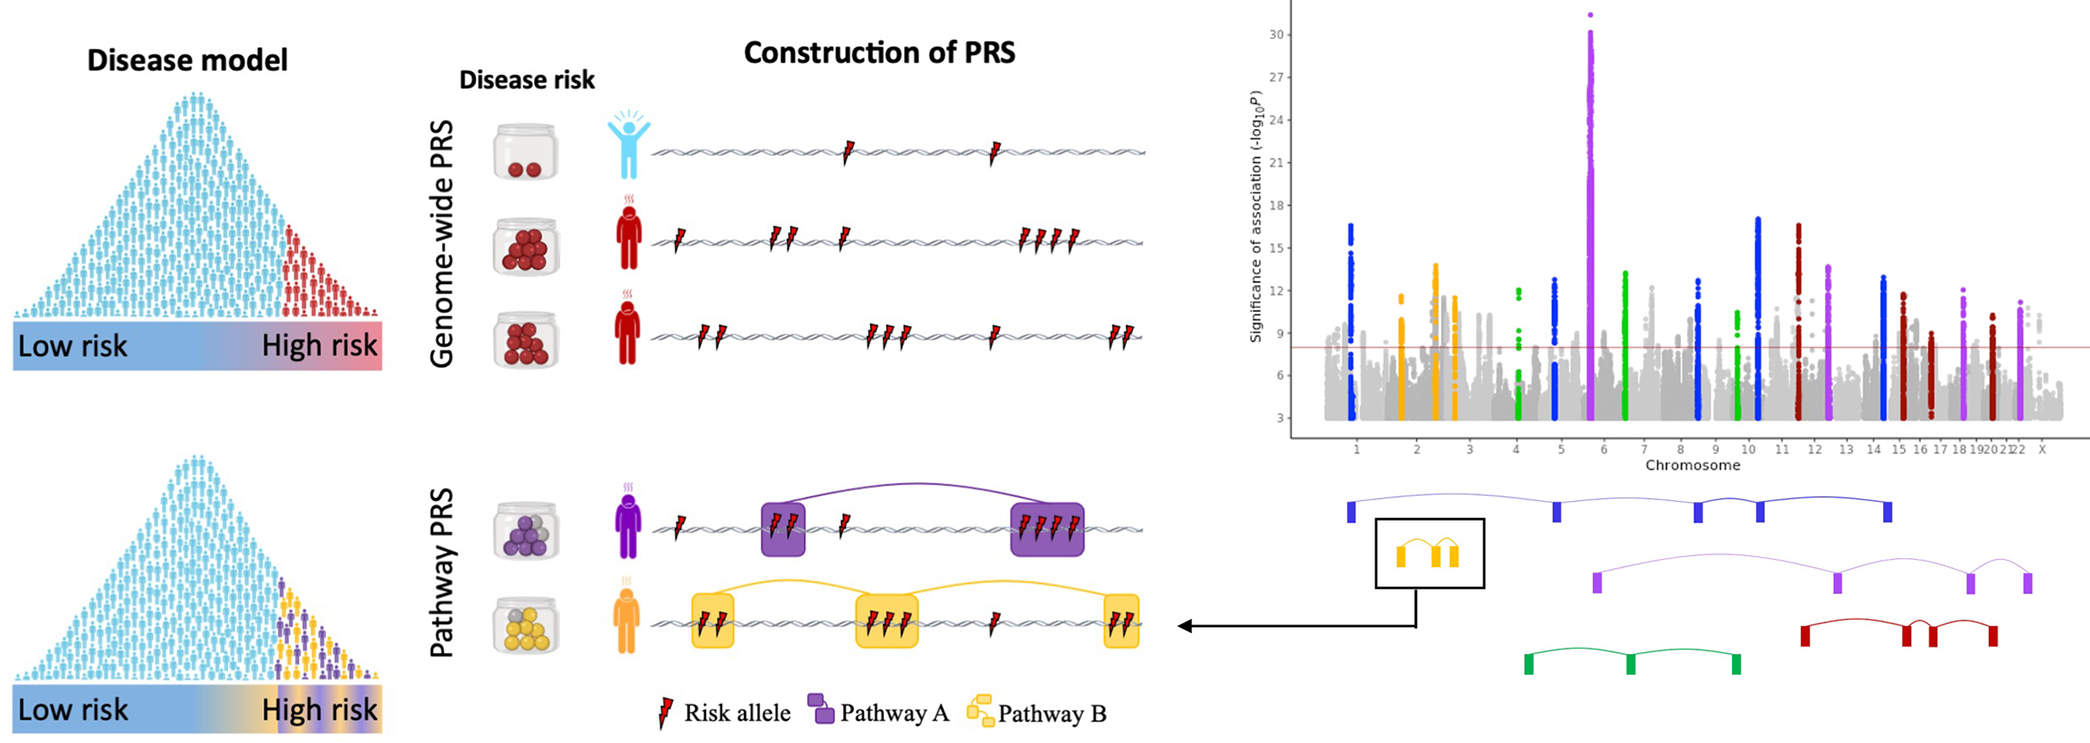 Disease model
Low risk
High risk
Low risk
High risk
Disease risk
Construction of PRS
Genome-wide PRS
Pathway PRS
Risk allele
Pathway A
Pathway B
Significance of association (-log10P)
30
27
24
21
18
15
12
9
6
3
1 2 3 4 5 6 7 8 9 10 11 12 13 14 15 16 17 18 19 20 21 22 X
Chromosome